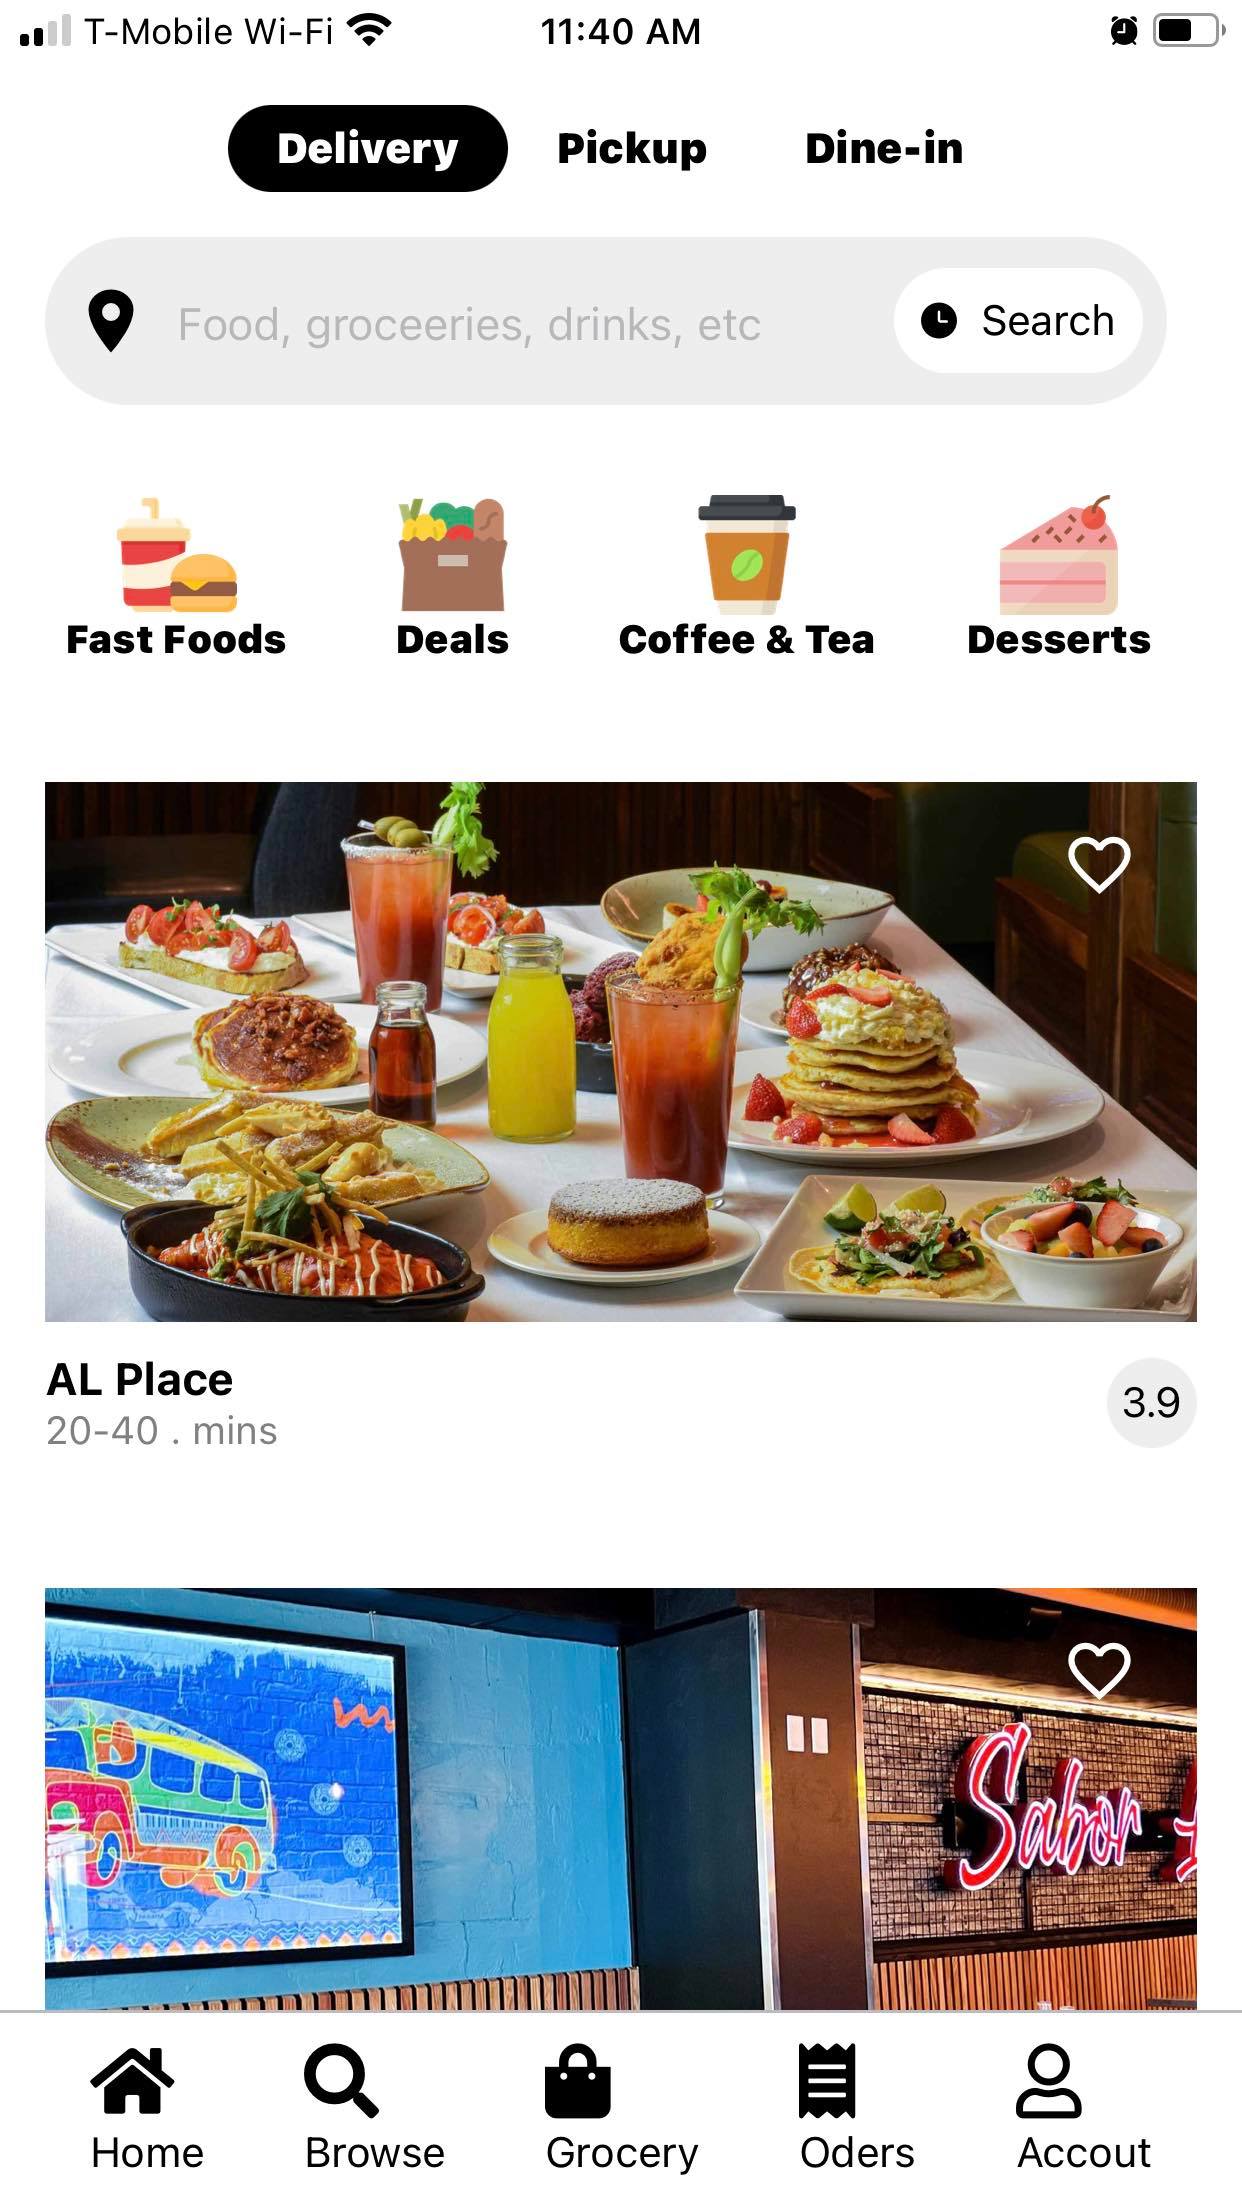 T-Mobile Wi-Fi 11:40 AM
Delivery Pickup Dine-in
Food, groceeries, drinks, etc Search
Fast Foods Deals Coffee & Tea Desserts
AL Place
3.9
20-40 . mins
Sabor
Home Browse Grocery Oders Accout